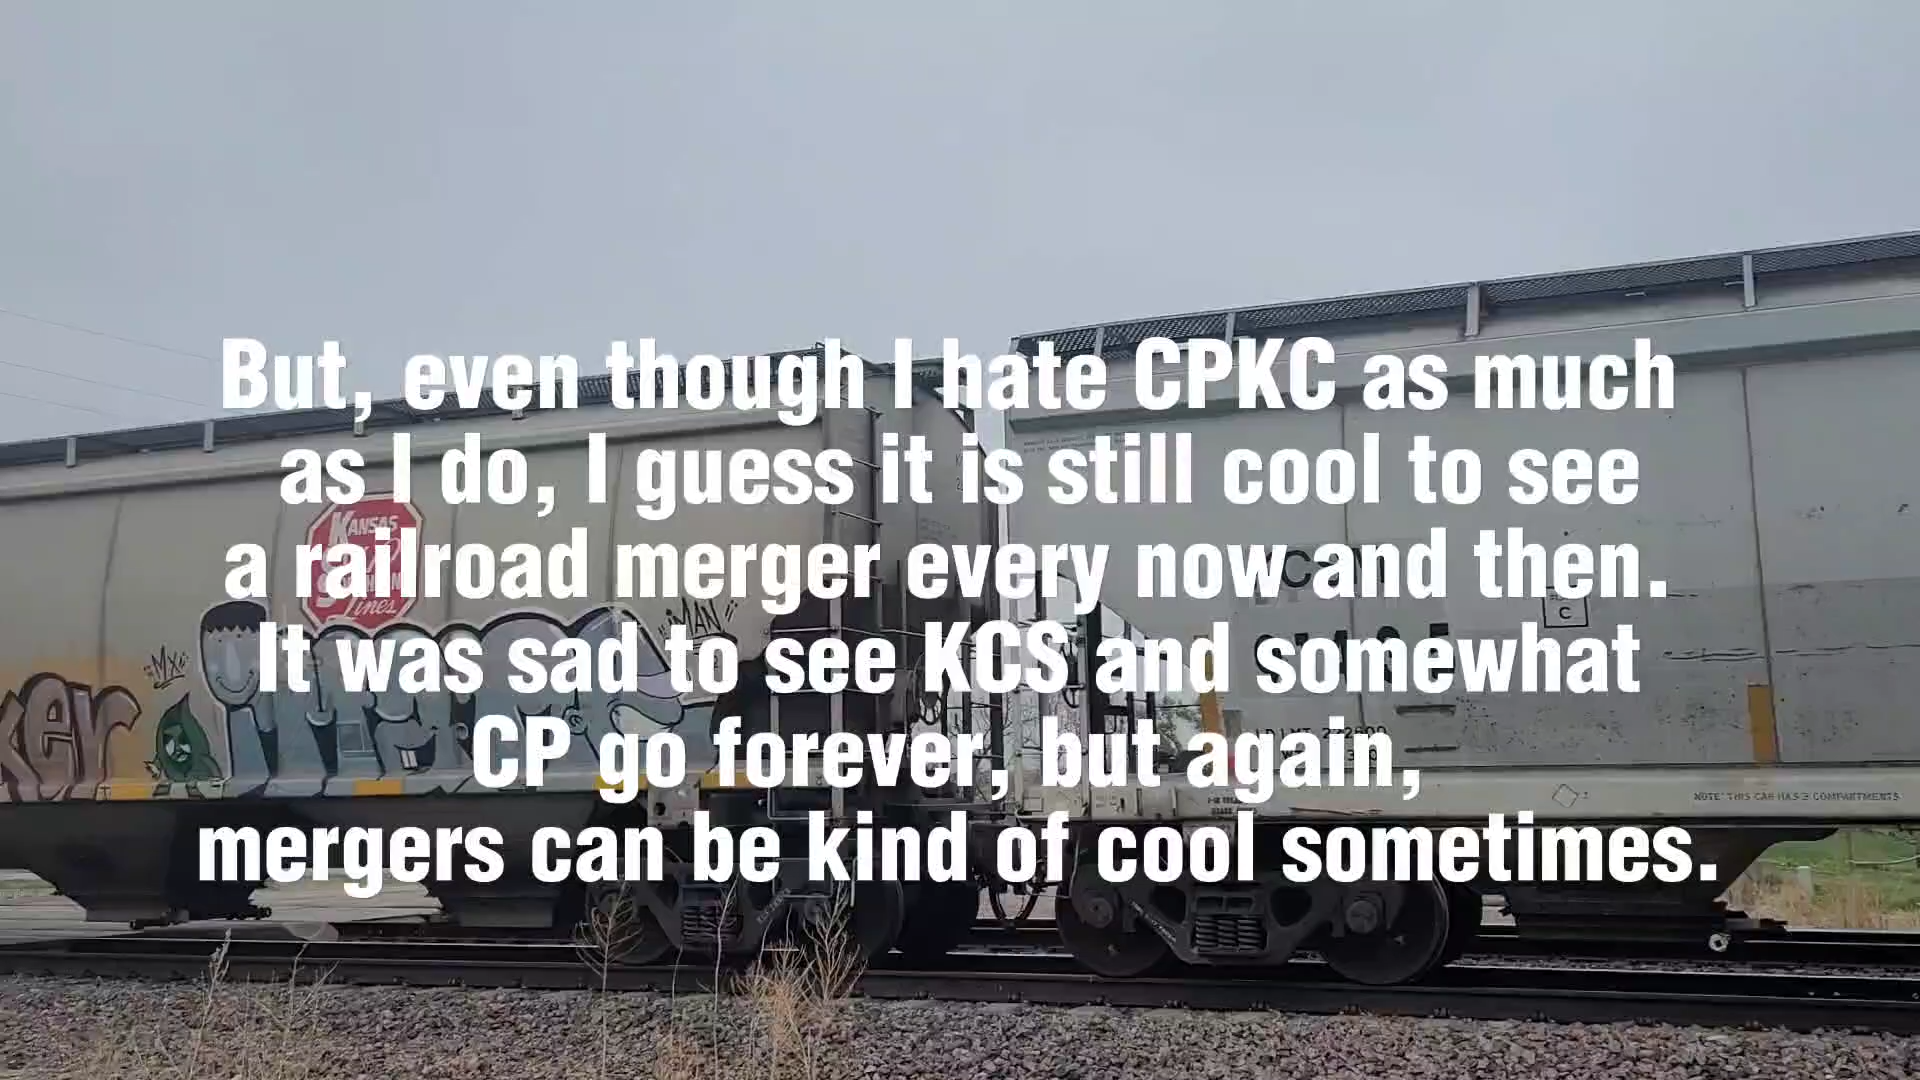 But, even though I hate CPKC as much
as I do, I guess it is still cool to see
a railroad merger every now and then.
It was sad to see KCS and somewhat
CP go forever, but again,
mergers can be kind of cool sometimes.
KANSAS
Lines
MAN
MX
C
NOTE THIS CAR HAS 3 COMPARTMENTS